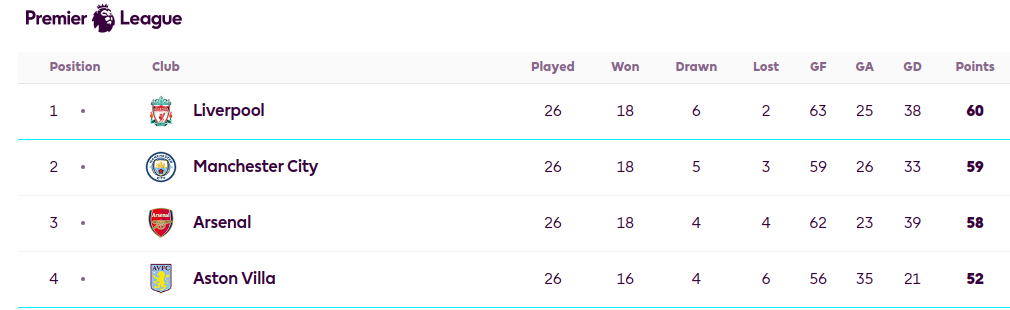 Premier League
Position Club Played Won Drawn Lost GF GA GD Points
1 Liverpool 26 18 6 2 63 25 38 60
2 Manchester City 26 18 5 3 59 26 33 59
3 Arsenal 26 18 4 4 62 23 39 58
4 Aston Villa 26 16 4 6 56 35 21 52